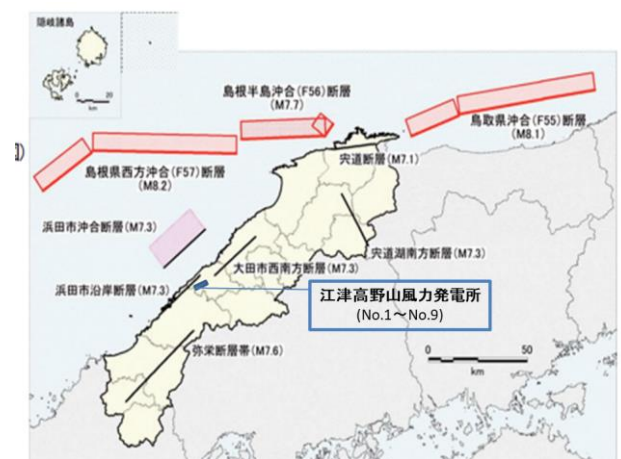 隠岐諸島
0 20
km
島根半島沖合(F56)断層
(M7.7)
鳥取県沖合(F55)断層
(M8.1)
宍道断層(M7.1)
島根県西方沖合(F57)断層
(M8.2)
浜田市沖合断層(M7.3)
宍道湖南方断層(M7.3)
大田市西南方断層(M7.3)
浜田市沿岸断層(M7.3)
江津高野山風力発電所
(No.1～No.9)
弥栄断層帯(M7.6)
0 50
km